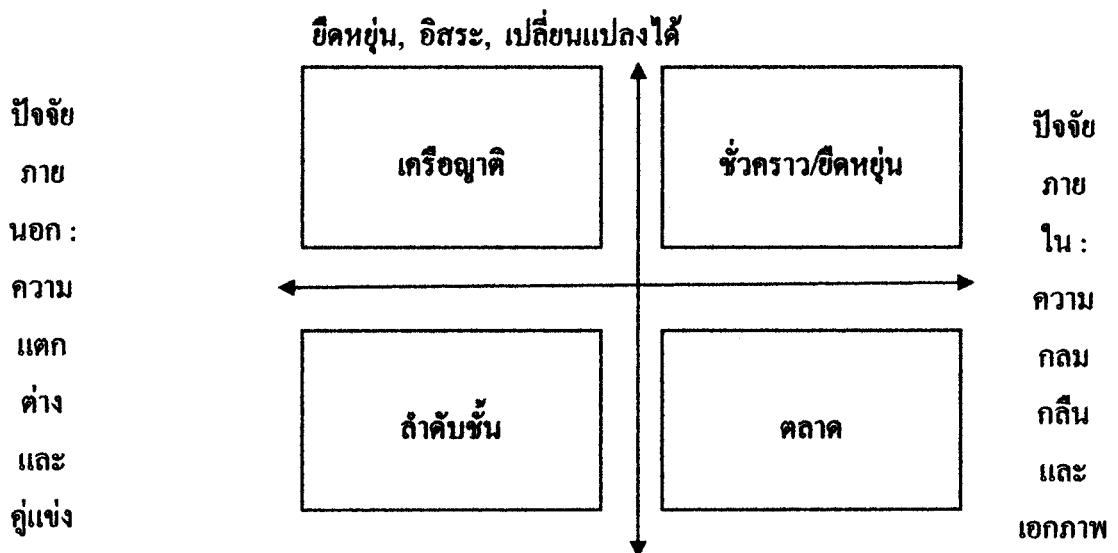 ยืดหยุ่น, อิสระ, เปลี่ยนแปลงได้
ปัจจัย
ภาย
นอก :
ความ
แตก
ต่าง
และ
คู่แข่ง
เครือญาติ
ชั่วคราว/ยืดหยุ่น
ลำดับชั้น
ตลาด
ปัจจัย
ภาย
ใน :
ความ
กลม
กลืน
และ
เอกภาพ